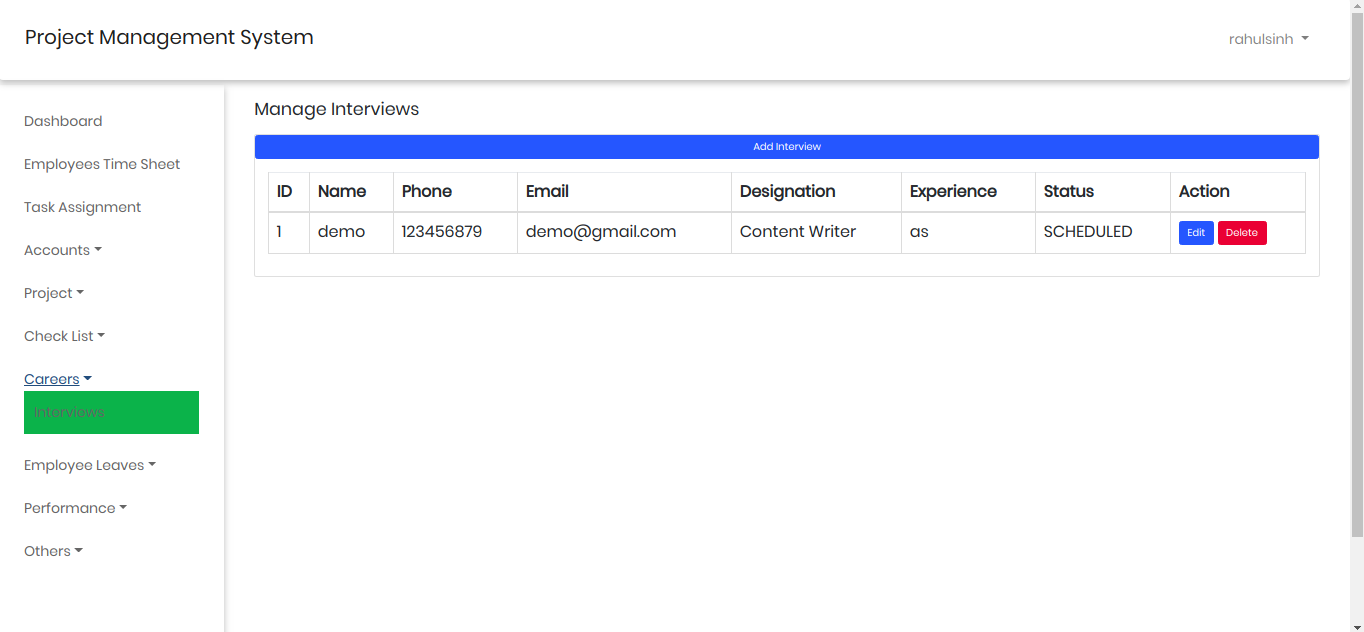 Project Management System
rahulsinh
Dashboard
Employees Time Sheet
Task Assignment
Accounts
Project
Check List
Careers
Interviews
Employee Leaves
Performance
Others
Manage Interviews
Add Interview
ID Name Phone Email Designation Experience Status Action
1 demo 123456879 demo@gmail.com Content Writer as SCHEDULED Edit Delete